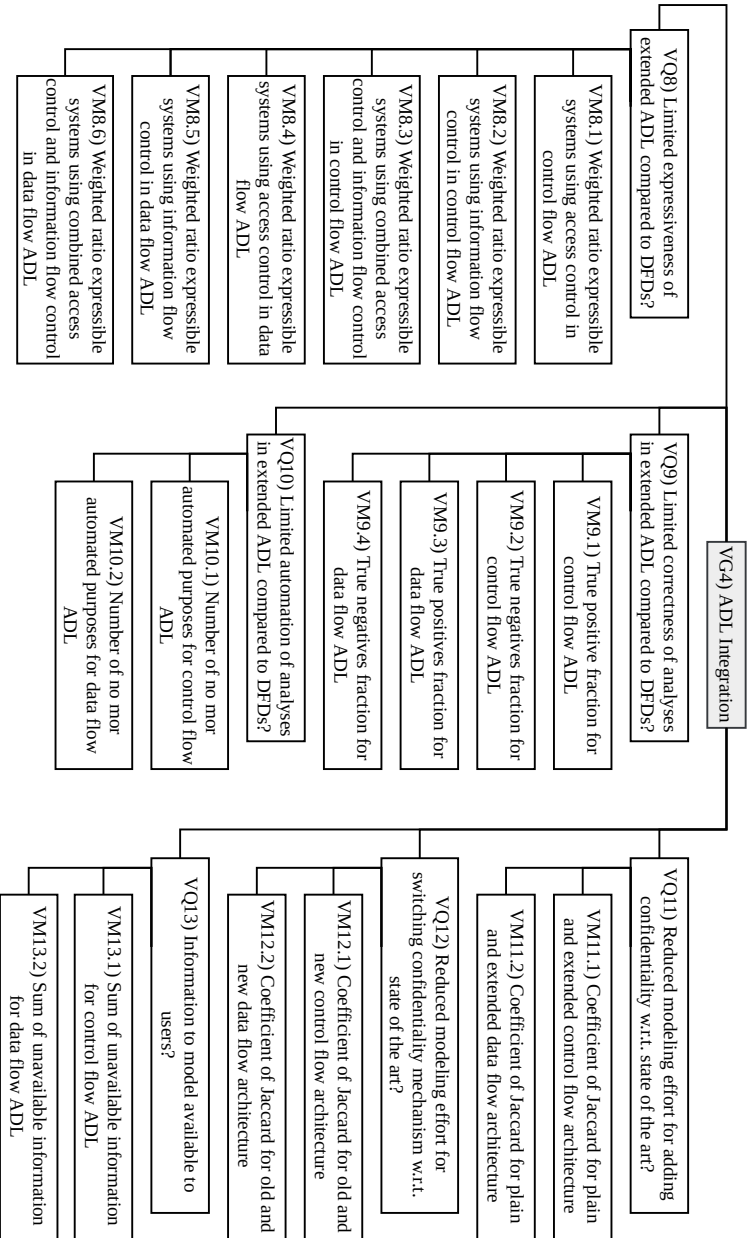 VG4) ADL Integration
VQ8) Limited expressiveness of
extended ADL compared to DFDs?
VM8.1) Weighted ratio expressible
systems using access control in
control flow ADL
VM8.2) Weighted ratio expressible
systems using information flow
control in control flow ADL
VM8.3) Weighted ratio expressible
systems using combined access
control and information flow control
in control flow ADL
VM8.4) Weighted ratio expressible
systems using access control in data
flow ADL
VM8.5) Weighted ratio expressible
systems using information flow
control in data flow ADL
VM8.6) Weighted ratio expressible
systems using combined access
control and information flow control
in data flow ADL
VQ9) Limited correctness of analyses
in extended ADL compared to DFDs?
VM9.1) True positive fraction for
control flow ADL
VM9.2) True negatives fraction for
control flow ADL
VM9.3) True positives fraction for
data flow ADL
VM9.4) True negatives fraction for
data flow ADL
VQ10) Limited automation of analyses
in extended ADL compared to DFDs?
VM10.1) Number of no mor
automated purposes for control flow
ADL
VM10.2) Number of no mor
automated purposes for data flow
ADL
VQ11) Reduced modeling effort for adding
confidentiality w.r.t. state of the art?
VM11.1) Coefficient of Jaccard for plain
and extended control flow architecture
VM11.2) Coefficient of Jaccard for plain
and extended data flow architecture
VQ12) Reduced modeling effort for
switching confidentiality mechanism w.r.t.
state of the art?
VM12.1) Coefficient of Jaccard for old and
new control flow architecture
VM12.2) Coefficient of Jaccard for old and
new data flow architecture
VQ13) Information to model available to
users?
VM13.1) Sum of unavailable information
for control flow ADL
VM13.2) Sum of unavailable information
for data flow ADL